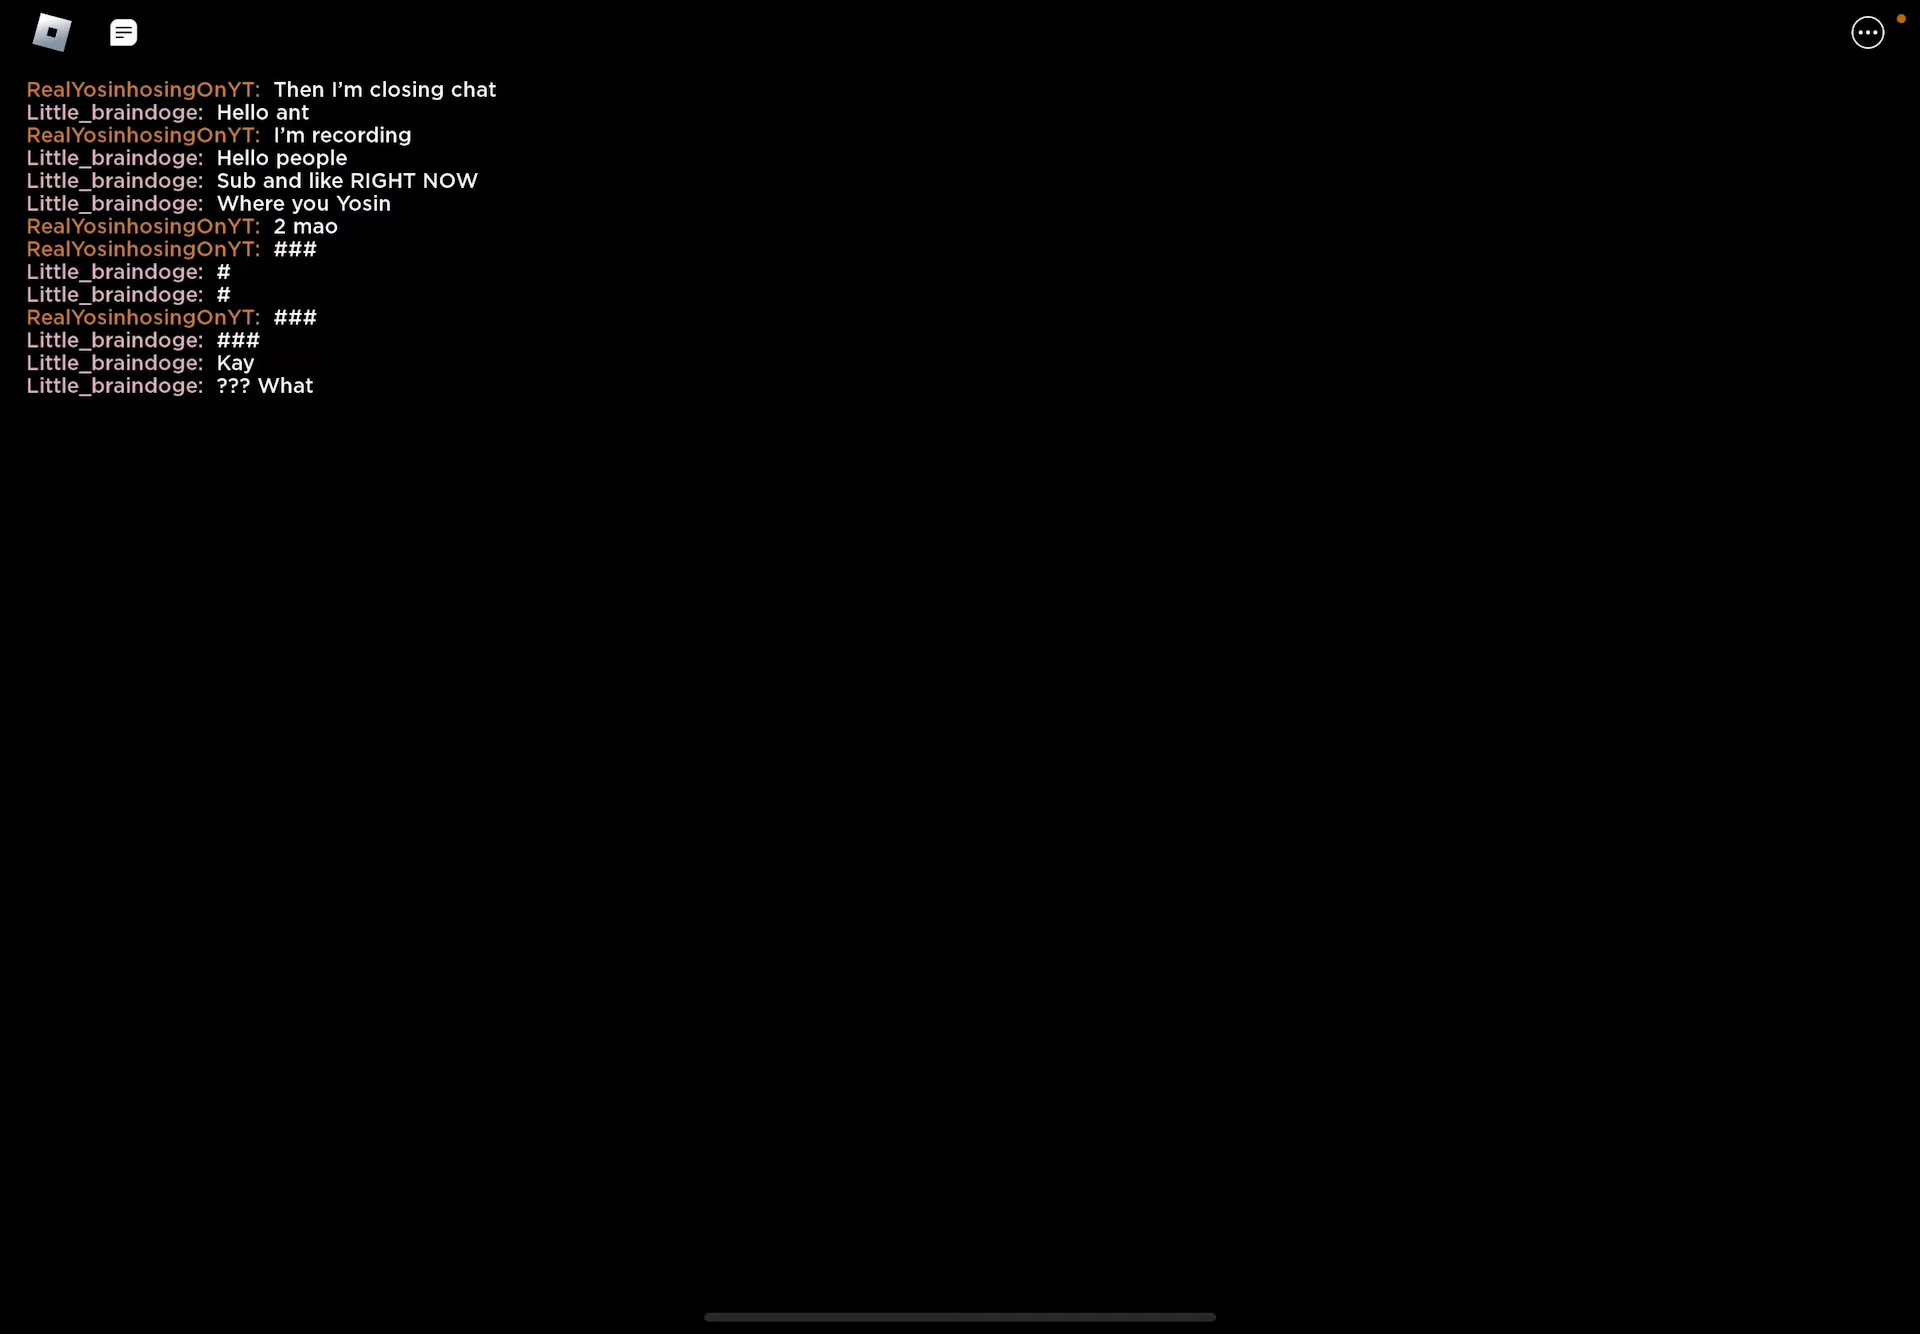 RealYosinhosingOnYT: Then I’m closing chat
Little_braindoge: Hello ant
RealYosinhosingOnYT: I’m recording
Little_braindoge: Hello people
Little_braindoge: Sub and like RIGHT NOW
Little_braindoge: Where you Yosin
RealYosinhosingOnYT: 2 mao
RealYosinhosingOnYT: ###
Little_braindoge: #
Little_braindoge: #
RealYosinhosingOnYT: ###
Little_braindoge: ###
Little_braindoge: Kay
Little_braindoge: ??? What